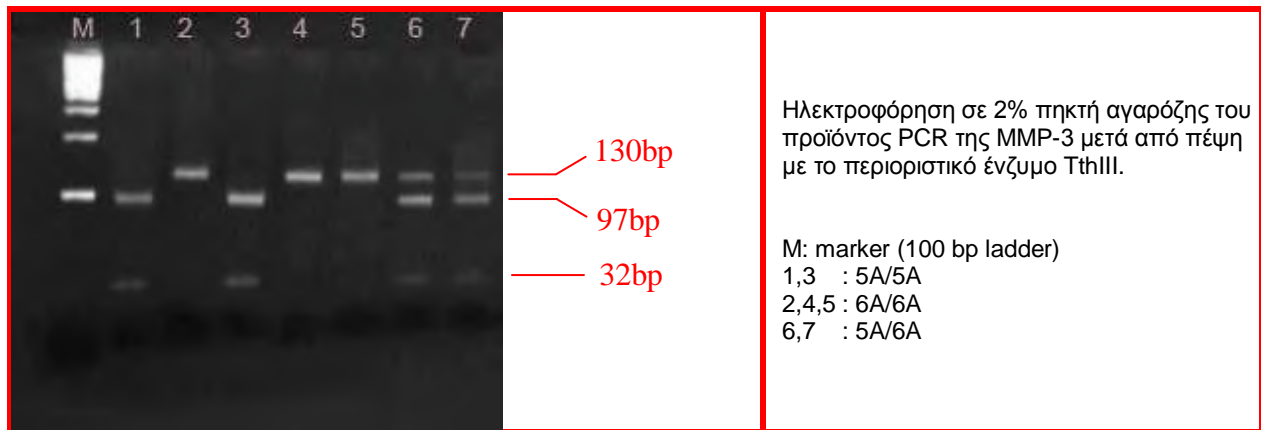 M 1 2 3 4 5 6 7
130bp
97bp
32bp
Ηλεκτροφόρηση σε 2% πηκτή αγαρόζης του
προϊόντος PCR της MMP-3 μετά από πέψη
με το περιοριστικό ένζυμο TthIII.
M: marker (100 bp ladder)
1,3 : 5A/5A
2,4,5 : 6A/6A
6,7 : 5A/6A